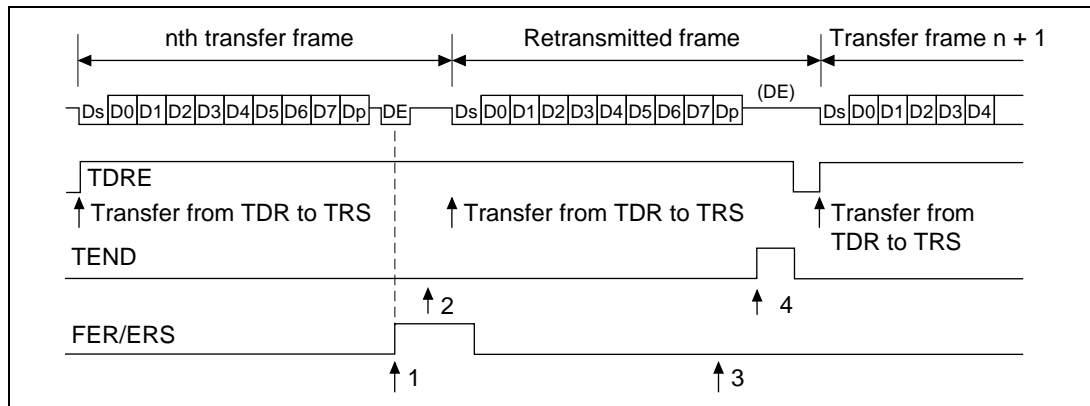 nth transfer frame Retransmitted frame Transfer frame n + 1
(DE)
Ds D0 D1 D2 D3 D4 D5 D6 D7 Dp DE Ds D0 D1 D2 D3 D4 D5 D6 D7 Dp Ds D0 D1 D2 D3 D4
TDRE
Transfer from TDR to TRS Transfer from TDR to TRS Transfer from
TDR to TRS
TEND
2 4
FER/ERS
1 3